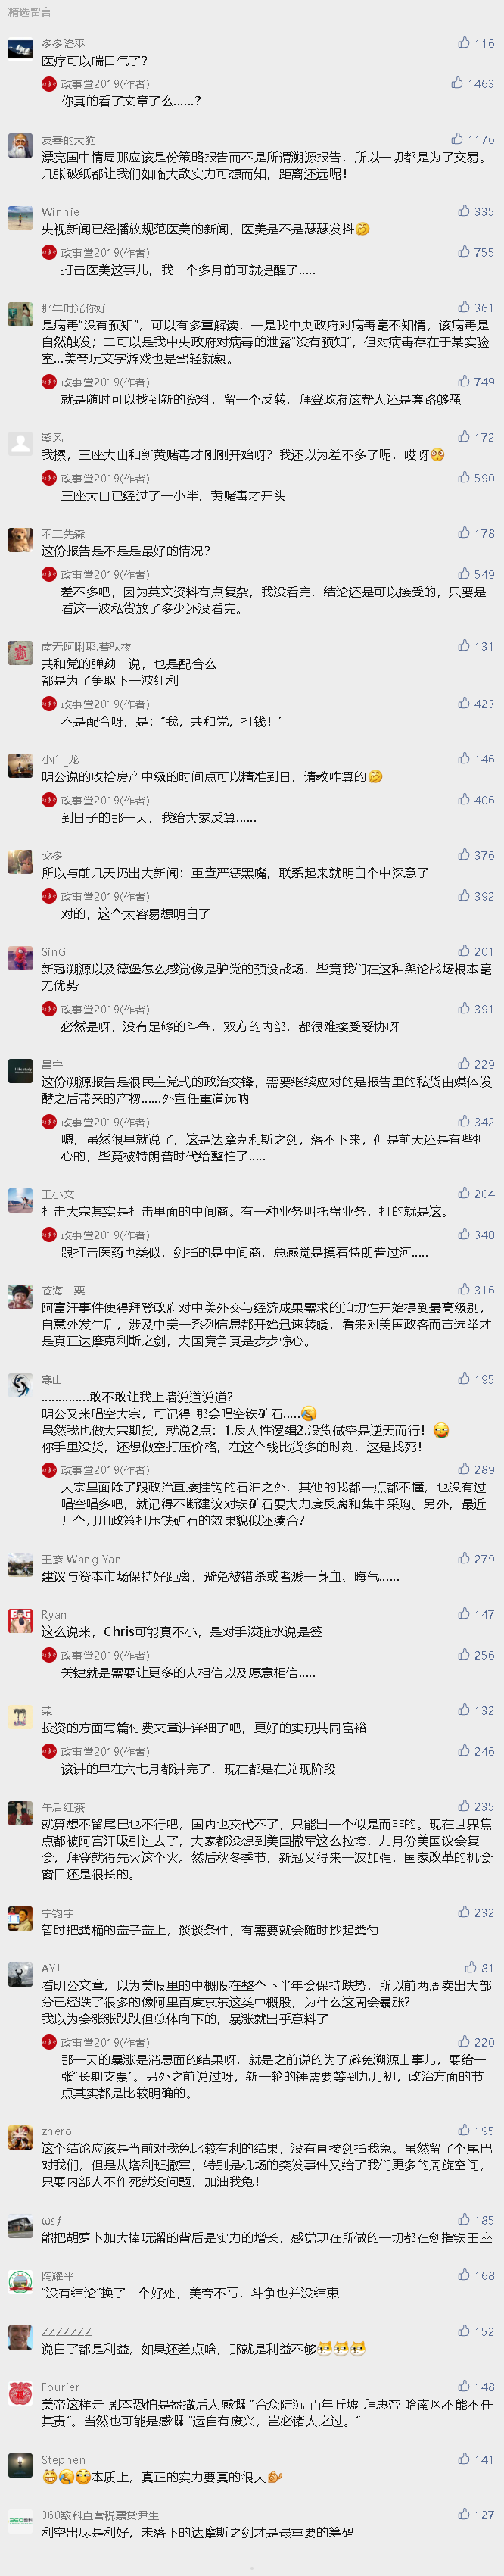 精选留言
多多洛巫 116
医疗可以喘口气了？
政事堂2019(作者) 1463
你真的看了文章了么......？
友善的大狗 1176
漂亮国中情局那应该是份策略报告而不是所谓溯源报告，所以一切都是为了交易。
几张破纸都让我们如临大敌实力可想而知，距离还远呢！
Winnie 335
央视新闻已经播放规范医美的新闻，医美是不是瑟瑟发抖
政事堂2019(作者) 755
打击医美这事儿，我一个多月前可就提醒了.....
那年时光你好 361
是病毒“没有预知”，可以有多重解读，一是我中央政府对病毒毫不知情，该病毒是
自然触发；二可以是我中央政府对病毒的泄露“没有预知”，但对病毒存在于某实验
室...美帝玩文字游戏也是驾轻就熟。
政事堂2019(作者) 749
就是随时可以找到新的资料，留一个反转，拜登政府这帮人还是套路够骚
溪风 172
我擦，三座大山和新黄赌毒才刚刚开始呀？我还以为差不多了呢，哎呀
政事堂2019(作者) 590
三座大山已经过了一小半，黄赌毒才开头
不二先森 178
这份报告是不是是最好的情况？
政事堂2019(作者) 549
差不多吧，因为英文资料有点复杂，我没看完，结论还是可以接受的，只要是
看这一波私货放了多少还没看完。
南无阿唎耶.菩驮夜 131
共和党的弹劾一说，也是配合么
都是为了争取下一波红利
政事堂2019(作者) 423
不是配合呀，是：“我，共和党，打钱！”
小白_龙 146
明公说的收拾房产中级的时间点可以精准到日，请教咋算的
政事堂2019(作者) 406
到日子的那一天，我给大家反算......
戈多 376
所以与前几天扔出大新闻：重查严惩黑嘴，联系起来就明白个中深意了
政事堂2019(作者) 392
对的，这个太容易想明白了
$inG 201
新冠溯源以及德堡怎么感觉像是驴党的预设战场，毕竟我们在这种舆论战场根本毫
无优势
政事堂2019(作者) 391
必然是呀，没有足够的斗争，双方的内部，都很难接受妥协呀
昌宁 229
这份溯源报告是很民主党式的政治交锋，需要继续应对的是报告里的私货由媒体发
酵之后带来的产物......外宣任重道远呐
政事堂2019(作者) 342
嗯，虽然很早就说了，这是达摩克利斯之剑，落不下来，但是前天还是有些担
心的，毕竟被特朗普时代给整怕了.....
王小文 204
打击大宗其实是打击里面的中间商。有一种业务叫托盘业务，打的就是这。
政事堂2019(作者) 340
跟打击医药也类似，剑指的是中间商，总感觉是摸着特朗普过河.....
苍海一粟 316
阿富汗事件使得拜登政府对中美外交与经济成果需求的迫切性开始提到最高级别，
自意外发生后，涉及中美一系列信息都开始迅速转暖，看来对美国政客而言选举才
是真正达摩克利斯之剑，大国竞争真是步步惊心。
寒山 195
.............敢不敢让我上墙说道说道？
明公又来唱空大宗，可记得 那会唱空铁矿石.....
虽然我也做大宗期货，就说2点：1.反人性逻辑2.没货做空是逆天而行！
你手里没货，还想做空打压价格，在这个钱比货多的时刻，这是找死！
政事堂2019(作者) 289
大宗里面除了跟政治直接挂钩的石油之外，其他的我都一点都不懂，也没有过
唱空唱多吧，就记得不断建议对铁矿石要大力度反腐和集中采购。另外，最近
几个月用政策打压铁矿石的效果貌似还凑合？
王彦 Wang Yan 279
建议与资本市场保持好距离，避免被错杀或者溅一身血、晦气......
Ryan 147
这么说来，Chris可能真不小，是对手泼脏水说是签
政事堂2019(作者) 256
关键就是需要让更多的人相信以及愿意相信.....
菜 132
投资的方面写篇付费文章讲详细了吧，更好的实现共同富裕
政事堂2019(作者) 246
该讲的早在六七月都讲完了，现在都是在兑现阶段
午后红茶 235
就算想不留尾巴也不行吧，国内也交代不了，只能出一个似是而非的。现在世界焦
点都被阿富汗吸引过去了，大家都没想到美国撤军这么拉垮，九月份美国议会复
会，拜登就得先灭这个火。然后秋冬季节，新冠又得来一波加强，国家改革的机会
窗口还是很长的。
宁钧宇 232
暂时把粪桶的盖子盖上，谈谈条件，有需要就会随时抄起粪勺
AYJ 81
看明公文章，以为美股里的中概股在整个下半年会保持跌势，所以前两周卖出大部
分已经跌了很多的像阿里百度京东这类中概股，为什么这周会暴涨？
我以为会涨涨跌跌但总体向下的，暴涨就出乎意料了
政事堂2019(作者) 220
那一天的暴涨是消息面的结果呀，就是之前说的为了避免溯源出事儿，要给一
张“长期支票”。另外之前说过呀，新一轮的锤需要等到九月初，政治方面的节
点其实都是比较明确的。
zhero 195
这个结论应该是当前对我兔比较有利的结果，没有直接剑指我兔。虽然留了个尾巴
对我们，但是从塔利班撤军，特别是机场的突发事件又给了我们更多的周旋空间，
只要内部人不作死就没问题，加油我兔！
ωsƒ 185
能把胡萝卜加大棒玩溜的背后是实力的增长，感觉现在所做的一切都在剑指铁王座
陶耀平 168
“没有结论”换了一个好处，美帝不亏，斗争也并没结束
ZZZZZZZ 152
说白了都是利益，如果还差点啥，那就是利益不够
Fourier 148
美帝这样走 剧本恐怕是盎撒后人感慨 “合众陆沉 百年丘墟 拜惠帝 哈南风不能不任
其责”。当然也可能是感慨 “运自有废兴，岂必诸人之过。”
Stephen 141
本质上，真正的实力要真的很大
360数科直营税票贷尹生 127
利空出尽是利好，未落下的达摩斯之剑才是最重要的筹码